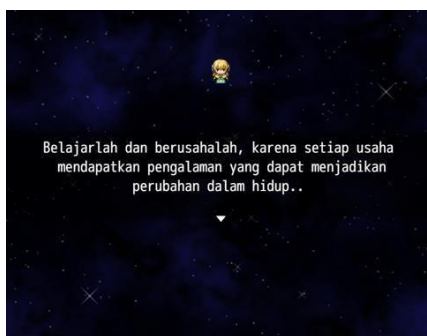 Belajarlah dan berusahalah, karena setiap usaha
mendapatkan pengalaman yang dapat menjadikan
perubahan dalam hidup..